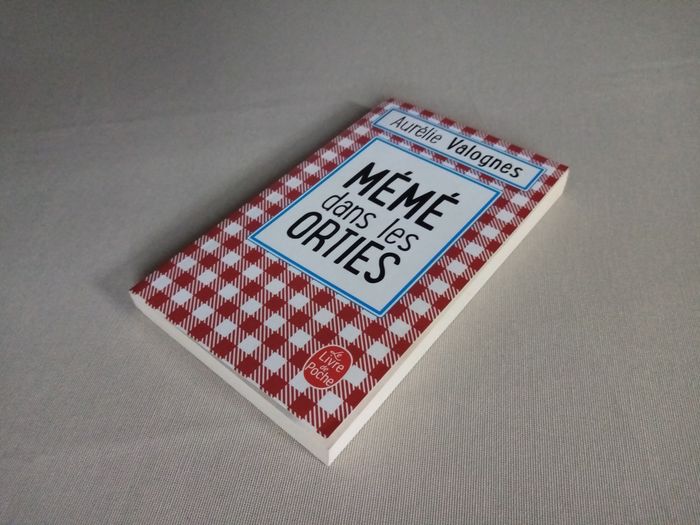 Aurélie Valognes
MÉMÉ
dans les
ORTIES
Le
Livre
de
Poche